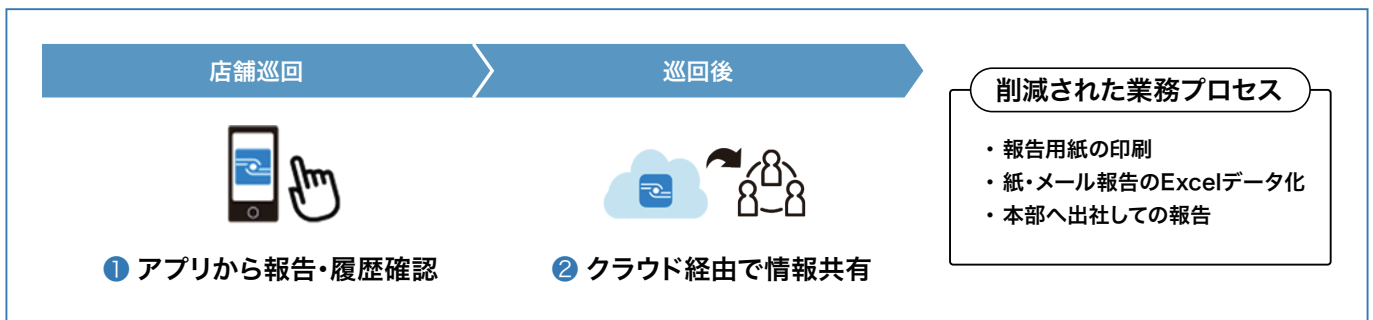 店舗巡回
巡回後
❶ アプリから報告・履歴確認
❷ クラウド経由で情報共有
削減された業務プロセス
・報告用紙の印刷
・紙・メール報告のExcelデータ化
・本部へ出社しての報告